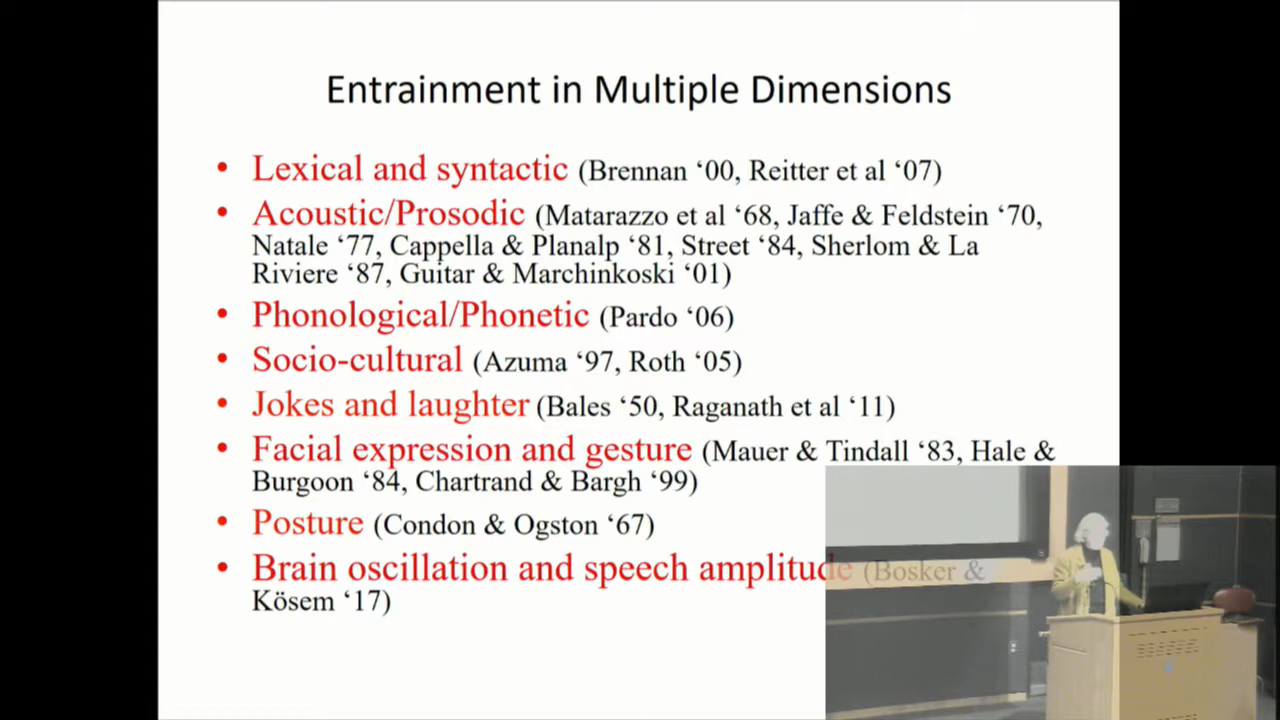 Entrainment in Multiple Dimensions
• Lexical and syntactic (Brennan ‘00, Reitter et al ‘07)
• Acoustic/Prosodic (Matarazzo et al ‘68, Jaffe & Feldstein ‘70,
Natale ‘77, Cappella & Planalp ‘81, Street ‘84, Sherlom & La
Riviere ‘87, Guitar & Marchinkoski ‘01)
• Phonological/Phonetic (Pardo ‘06)
• Socio-cultural (Azuma ‘97, Roth ‘05)
• Jokes and laughter (Bales ‘50, Raganath et al ‘11)
• Facial expression and gesture (Mauer & Tindall ‘83, Hale &
Burgoon ‘84, Chartrand & Bargh ‘99)
• Posture (Condon & Ogston ‘67)
• Brain oscillation and speech amplitude (Bosker &
Kösem ‘17)